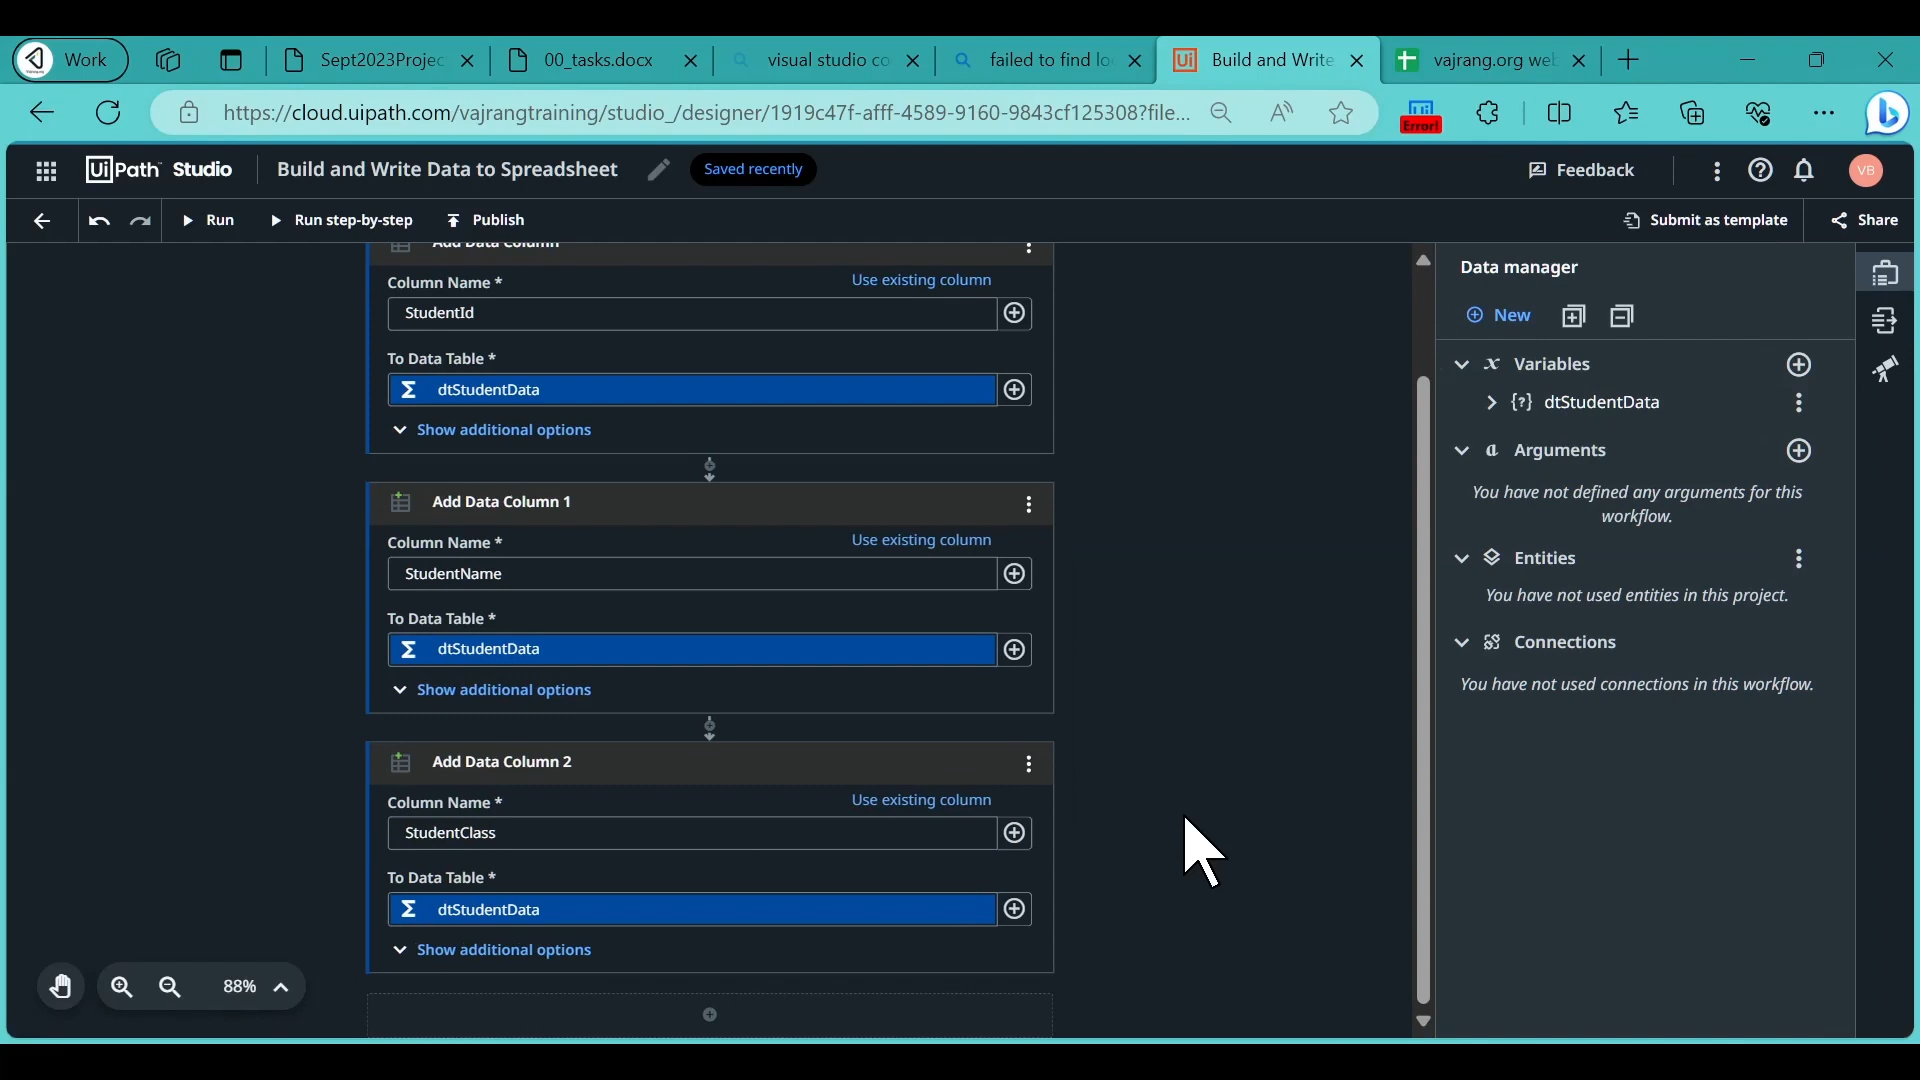 Work
Sept2023Projec
00_tasks.docx
visual studio co
failed to find lo
Build and Write
vajrang.org we
https://cloud.uipath.com/vajrangtraining/studio_/designer/1919c47f-afff-4589-9160-9843cf125308?file...
Error!
UiPath Studio
Build and Write Data to Spreadsheet
Saved recently
Feedback
VB
Run
Run step-by-step
Publish
Submit as template
Share
Add Data Column
Column Name *
Use existing column
StudentId
To Data Table *
dtStudentData
Show additional options
Add Data Column 1
Column Name *
Use existing column
StudentName
To Data Table *
dtStudentData
Show additional options
Add Data Column 2
Column Name *
Use existing column
StudentClass
To Data Table *
dtStudentData
Show additional options
88%
Data manager
New
Variables
dtStudentData
Arguments
You have not defined any arguments for this
workflow.
Entities
You have not used entities in this project.
Connections
You have not used connections in this workflow.